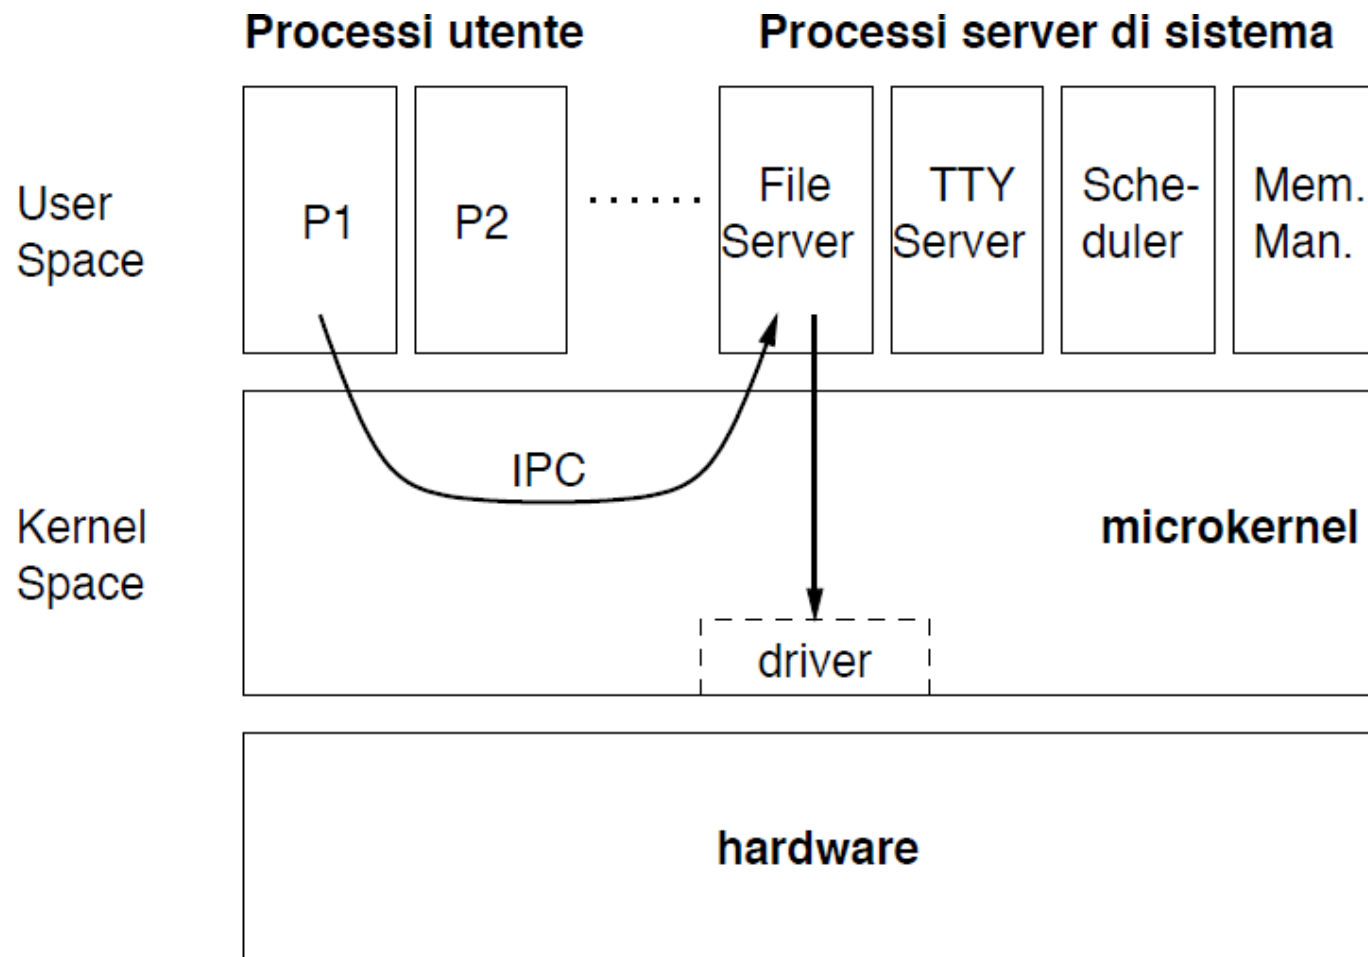 Processi utente
Processi server di sistema
User
Space
P1
P2
File
Server
TTY
Server
Sche-
duler
Mem.
Man.
IPC
Kernel
Space
microkernel
driver
hardware